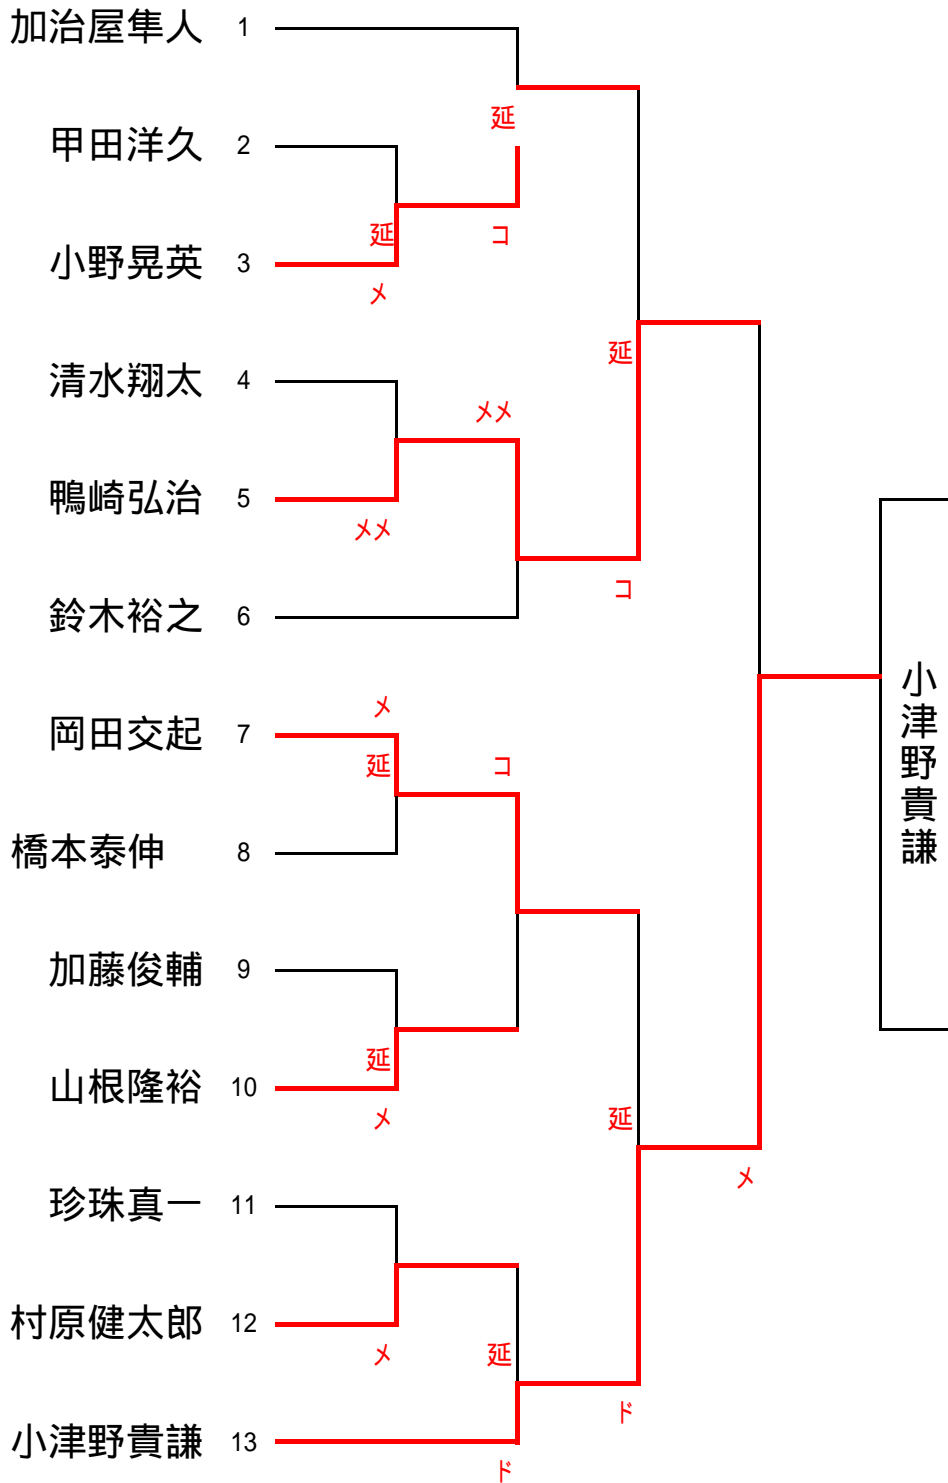 加治屋隼人 1
延
甲田洋久 2
延
コ
小野晃英 3
メ
延
清水翔太 4
メメ
鴨崎弘治 5
メメ
コ
鈴木裕之 6
メ
岡田交起 7
延
コ
小津野貴謙
橋本泰伸 8
加藤俊輔 9
延
山根隆裕 10
メ
延
メ
珍珠真一 11
村原健太郎 12
メ
延
ド
小津野貴謙 13
ド